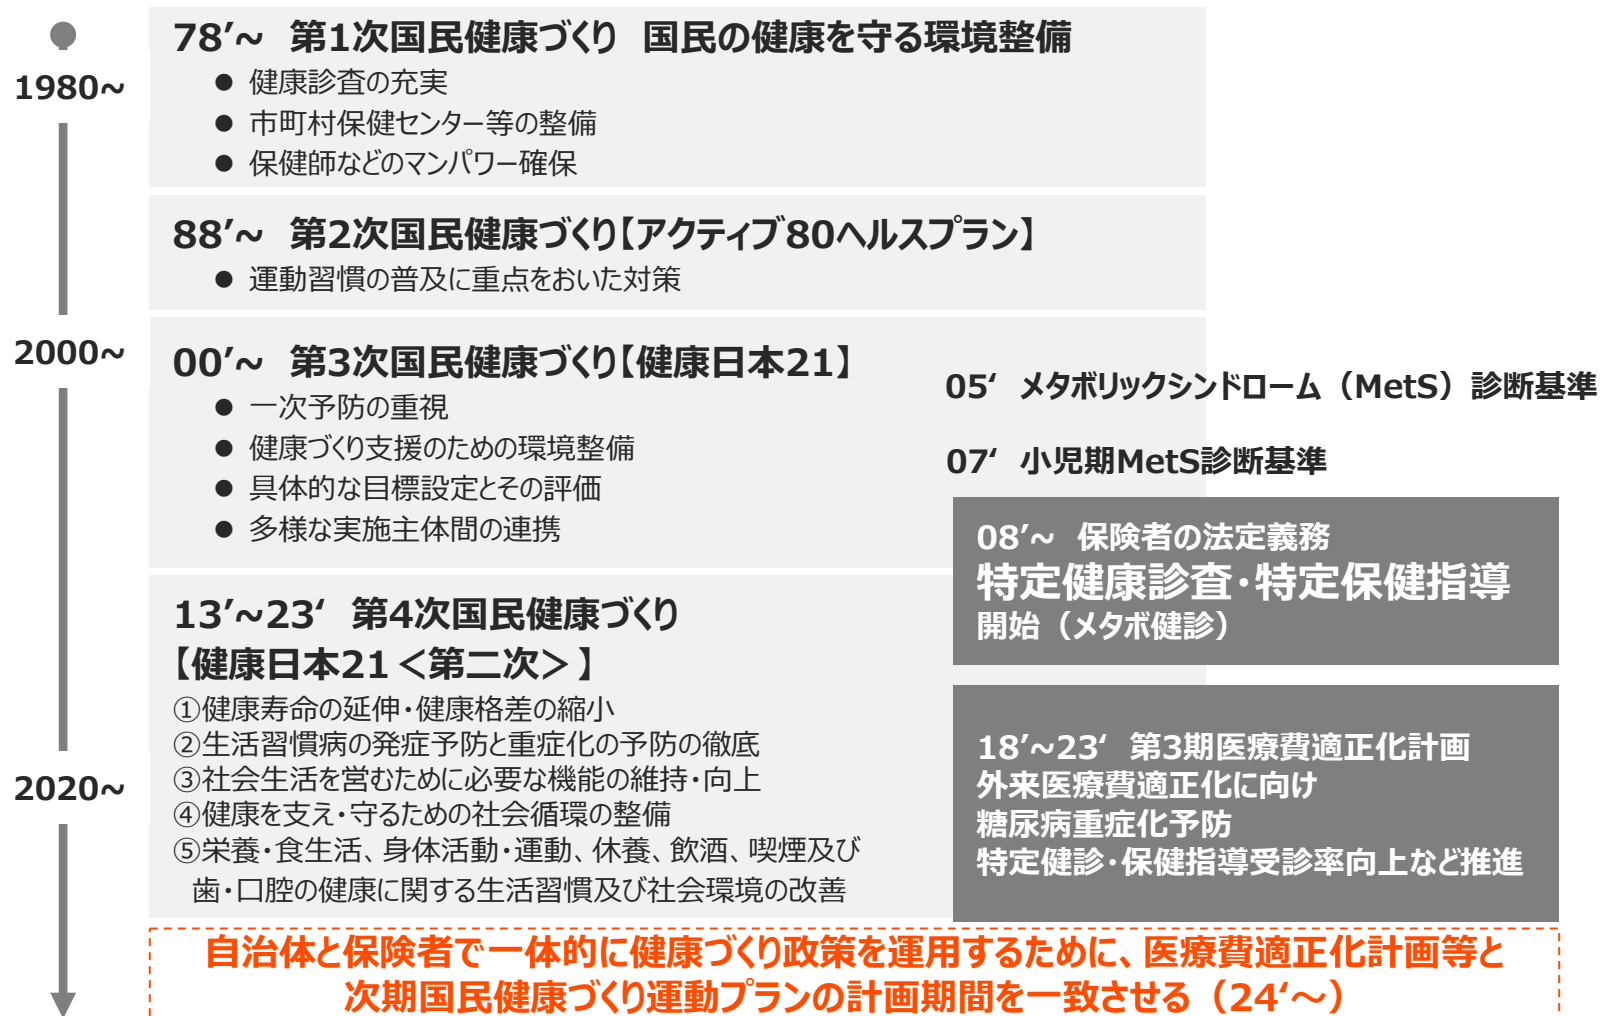 1980~
2000~
2020~
78’~ 第1次国民健康づくり 国民の健康を守る環境整備
● 健康診査の充実
● 市町村保健センター等の整備
● 保健師などのマンパワー確保
88’~ 第2次国民健康づくり【アクティブ80ヘルスプラン】
● 運動習慣の普及に重点をおいた対策
00’~ 第3次国民健康づくり【健康日本21】
● 一次予防の重視
● 健康づくり支援のための環境整備
● 具体的な目標設定とその評価
● 多様な実施主体間の連携
05‘ メタボリックシンドローム（MetS）診断基準
07‘ 小児期MetS診断基準
08’~ 保険者の法定義務
特定健康診査・特定保健指導
開始（メタボ健診）
13’~23‘ 第4次国民健康づくり
【健康日本21＜第二次＞】
①健康寿命の延伸・健康格差の縮小
②生活習慣病の発症予防と重症化の予防の徹底
③社会生活を営むために必要な機能の維持・向上
④健康を支え・守るための社会循環の整備
⑤栄養・食生活、身体活動・運動、休養、飲酒、喫煙及び
歯・口腔の健康に関する生活習慣及び社会環境の改善
18’~23‘ 第3期医療費適正化計画
外来医療費適正化に向け
糖尿病重症化予防
特定健診・保健指導受診率向上など推進
自治体と保険者で一体的に健康づくり政策を運用するために、医療費適正化計画等と
次期国民健康づくり運動プランの計画期間を一致させる（24‘～）